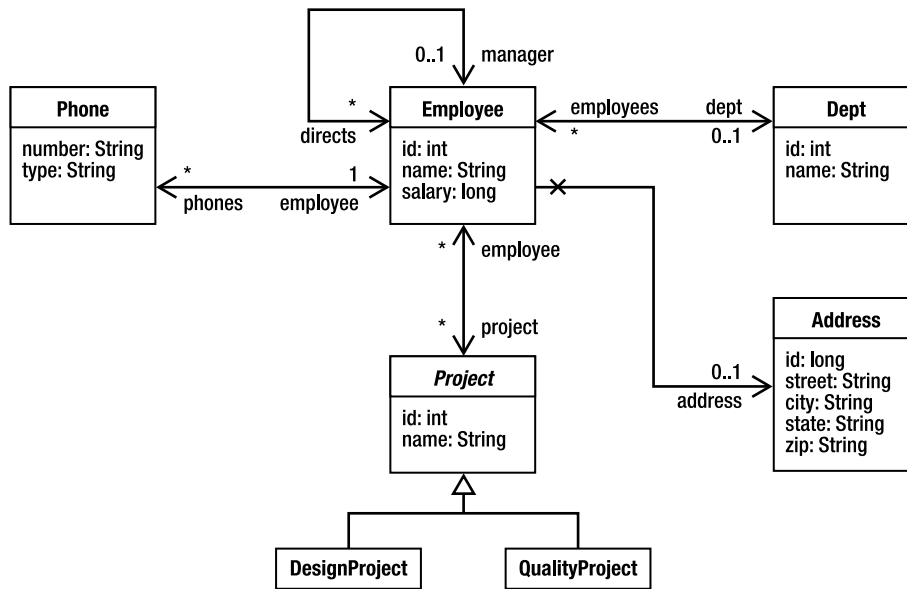 0..1 manager
Phone
number: String
type: String
*
directs
Employee
id: int
name: String
salary: long
employees dept
* 0..1
Dept
id: int
name: String
* 1
phones employee
* employee
* project
Project
id: int
name: String
0..1
address
Address
id: long
street: String
city: String
state: String
zip: String
DesignProject
QualityProject